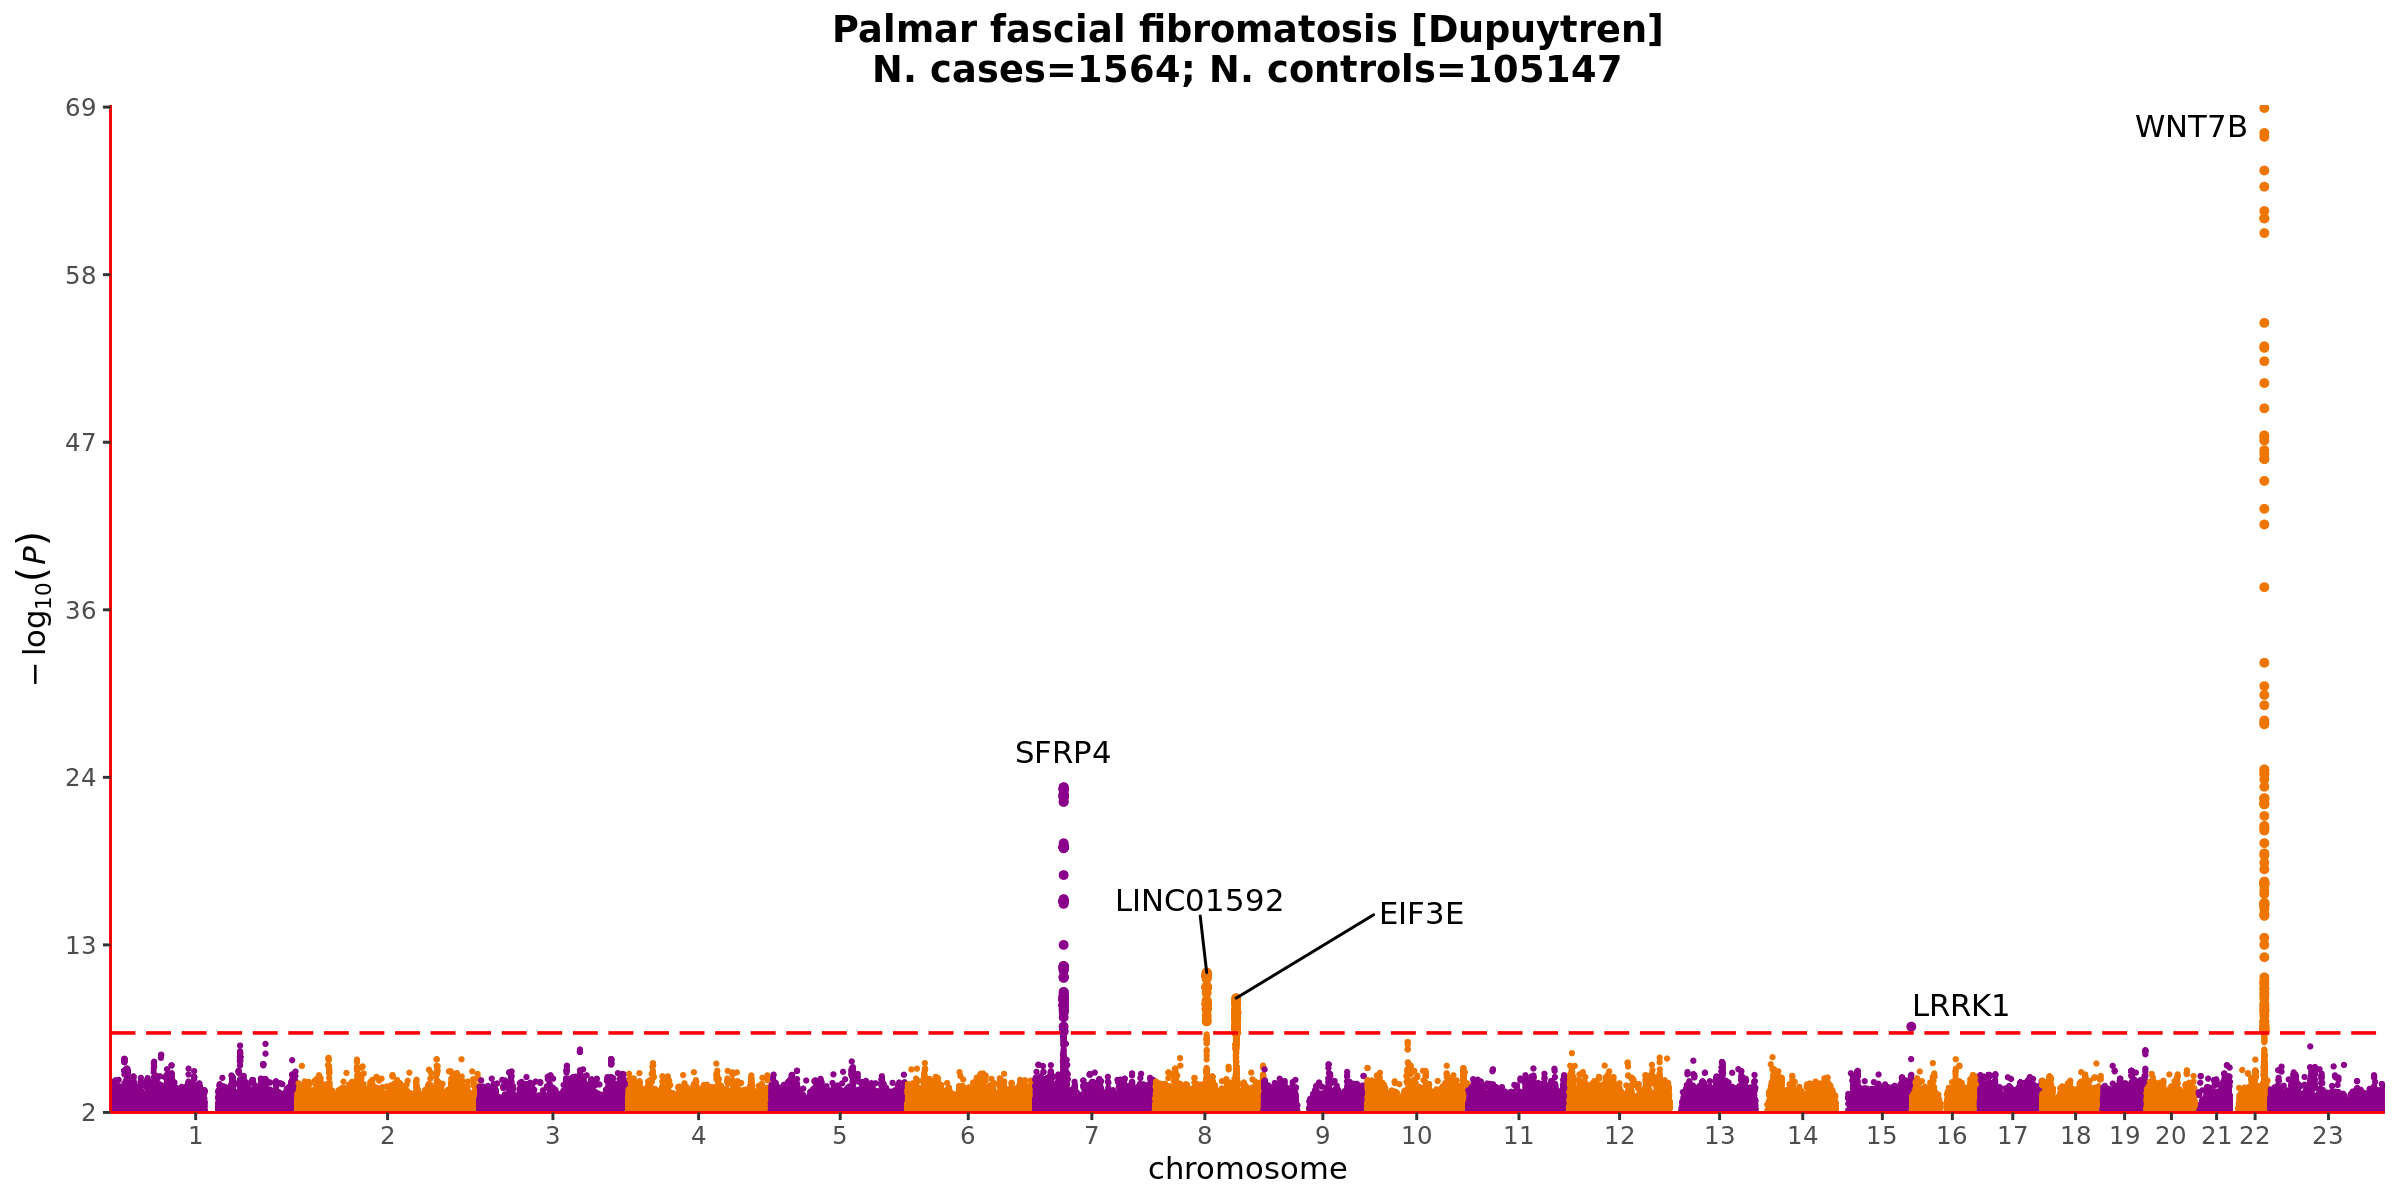 Palmar fascial fibromatosis [Dupuytren]
N. cases=1564; N. controls=105147
69
WNT7B
58
47
− log10(P)
36
SFRP4
24
LINC01592
EIF3E
13
LRRK1
2
1 2 3 4 5 6 7 8 9 10 11 12 13 14 15 16 17 18 19 20 21 22 23
chromosome